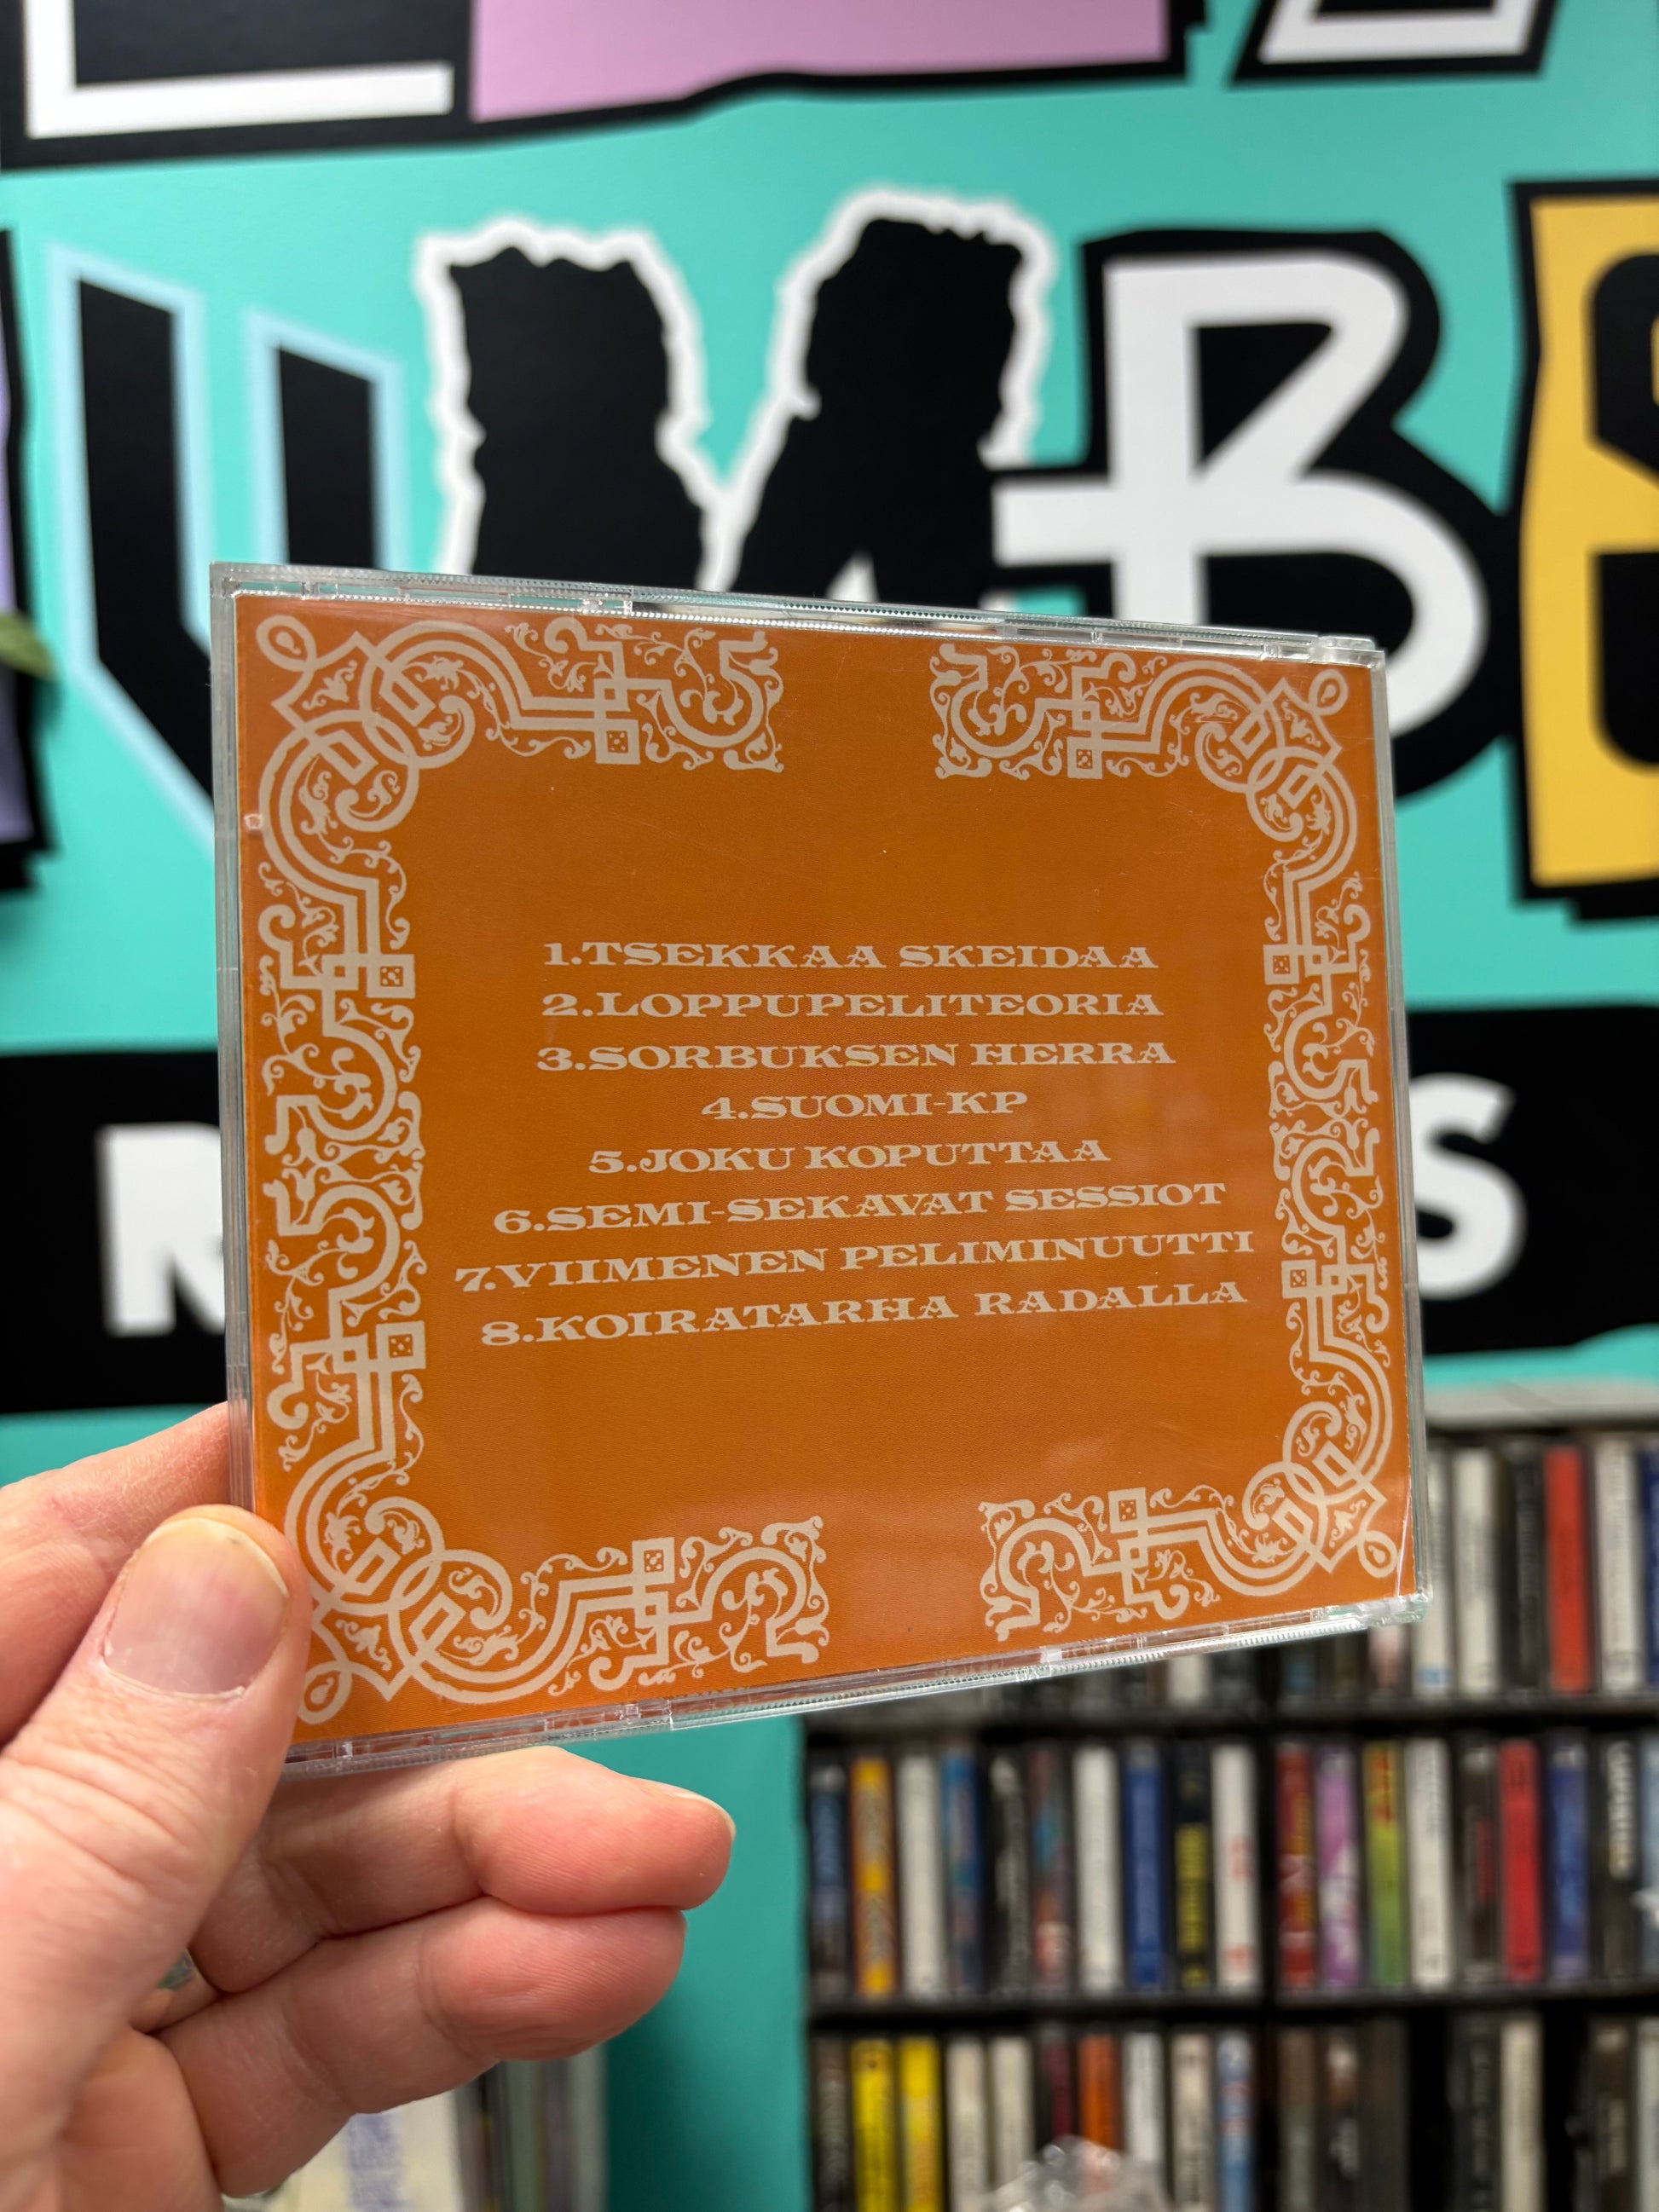 UMBE
R S
1.TSEKKAA SKEIDAA
2.LOPPUPELITEORIA
3.SORBUKSEN HERRA
4.SUOMI-KP
5.JOKU KOPUTTAA
6.SEMI-SEKAVAT SESSIOT
7.VIIMENEN PELIMINUUTTI
8.KOIRATARHA RADALLA